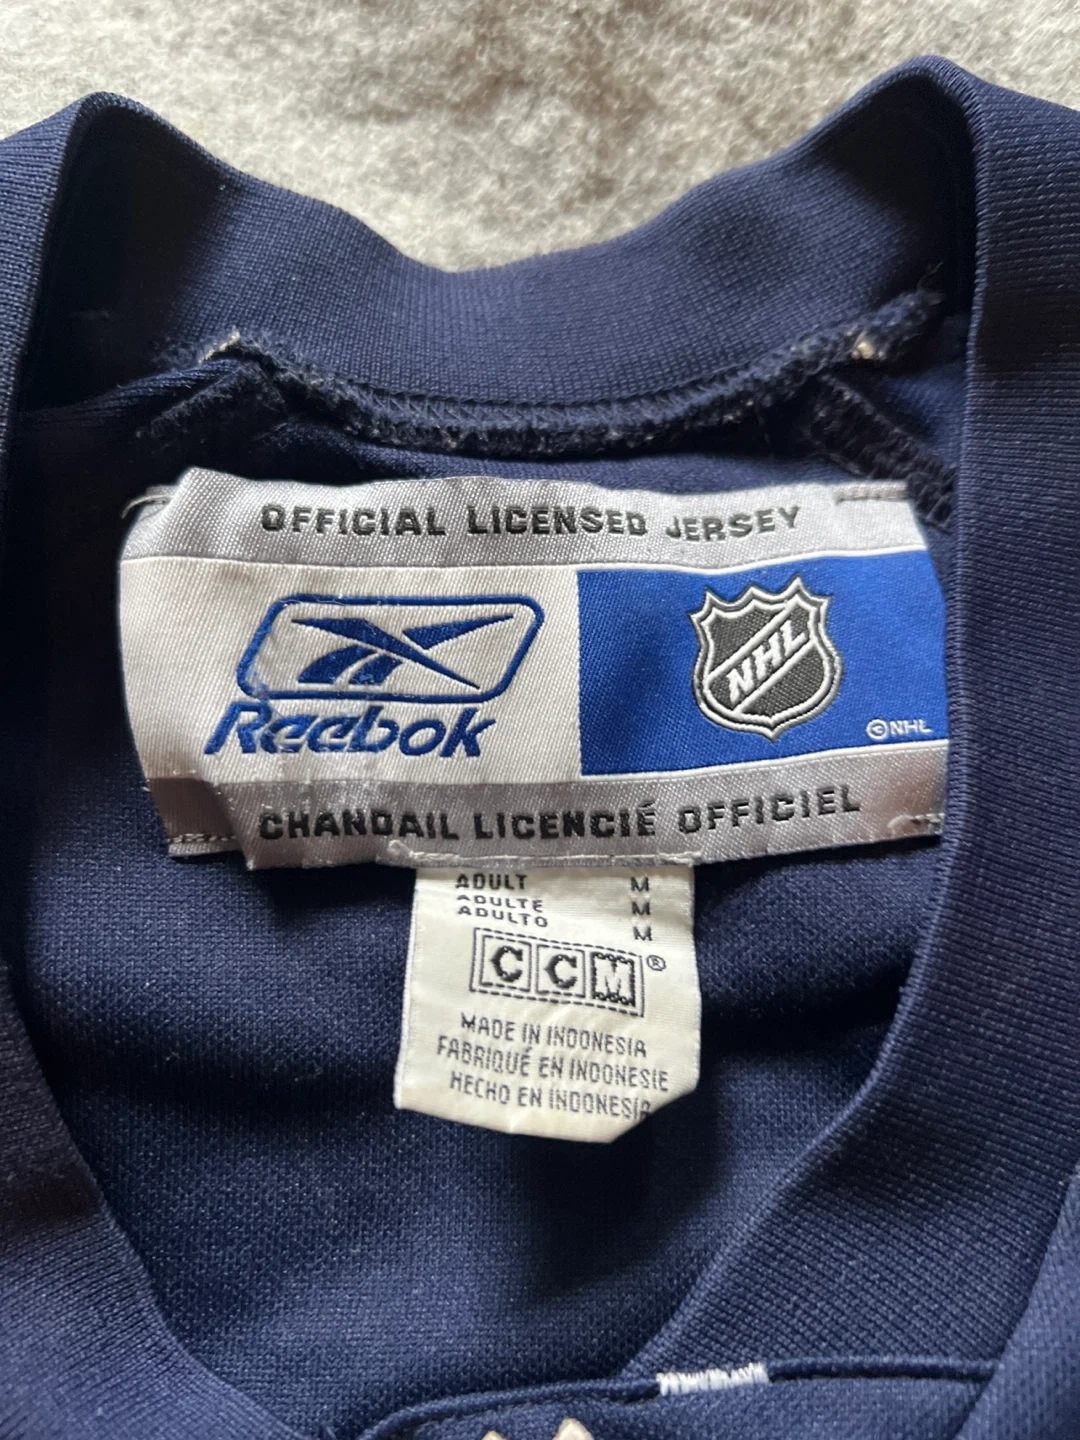 OFFICIAL LICENSED JERSEY
Reebok
NHL
©NHL
CHANDAIL LICENCIÉ OFFICIEL
ADULT M
ADULTE M
ADULTO M
CCM®
MADE IN INDONESIA
FABRIQUÉ EN INDONESIE
HECHO EN INDONESIA